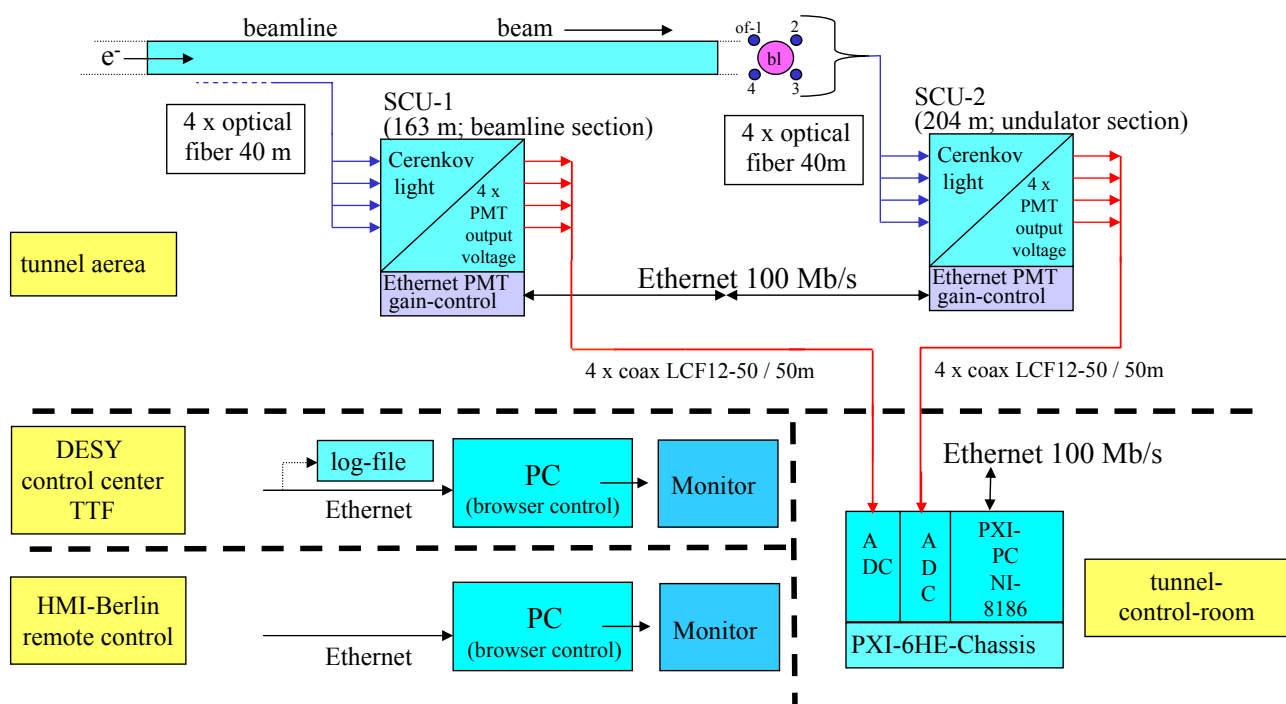 beamline
beam
e-
of-1
2
bl
4
3
SCU-1
(163 m; beamline section)
4 x optical
fiber 40 m
Cerenkov
light
4 x
PMT
output
voltage
Ethernet PMT
gain-control
SCU-2
(204 m; undulator section)
4 x optical
fiber 40m
Cerenkov
light
4 x
PMT
output
voltage
Ethernet PMT
gain-control
tunnel aerea
Ethernet 100 Mb/s
4 x coax LCF12-50 / 50m
4 x coax LCF12-50 / 50m
DESY
control center
TTF
log-file
Ethernet
PC
(browser control)
Monitor
HMI-Berlin
remote control
Ethernet
PC
(browser control)
Monitor
Ethernet 100 Mb/s
A
DC
A
D
C
PXI-
PC
NI-
8186
PXI-6HE-Chassis
tunnel-
control-room